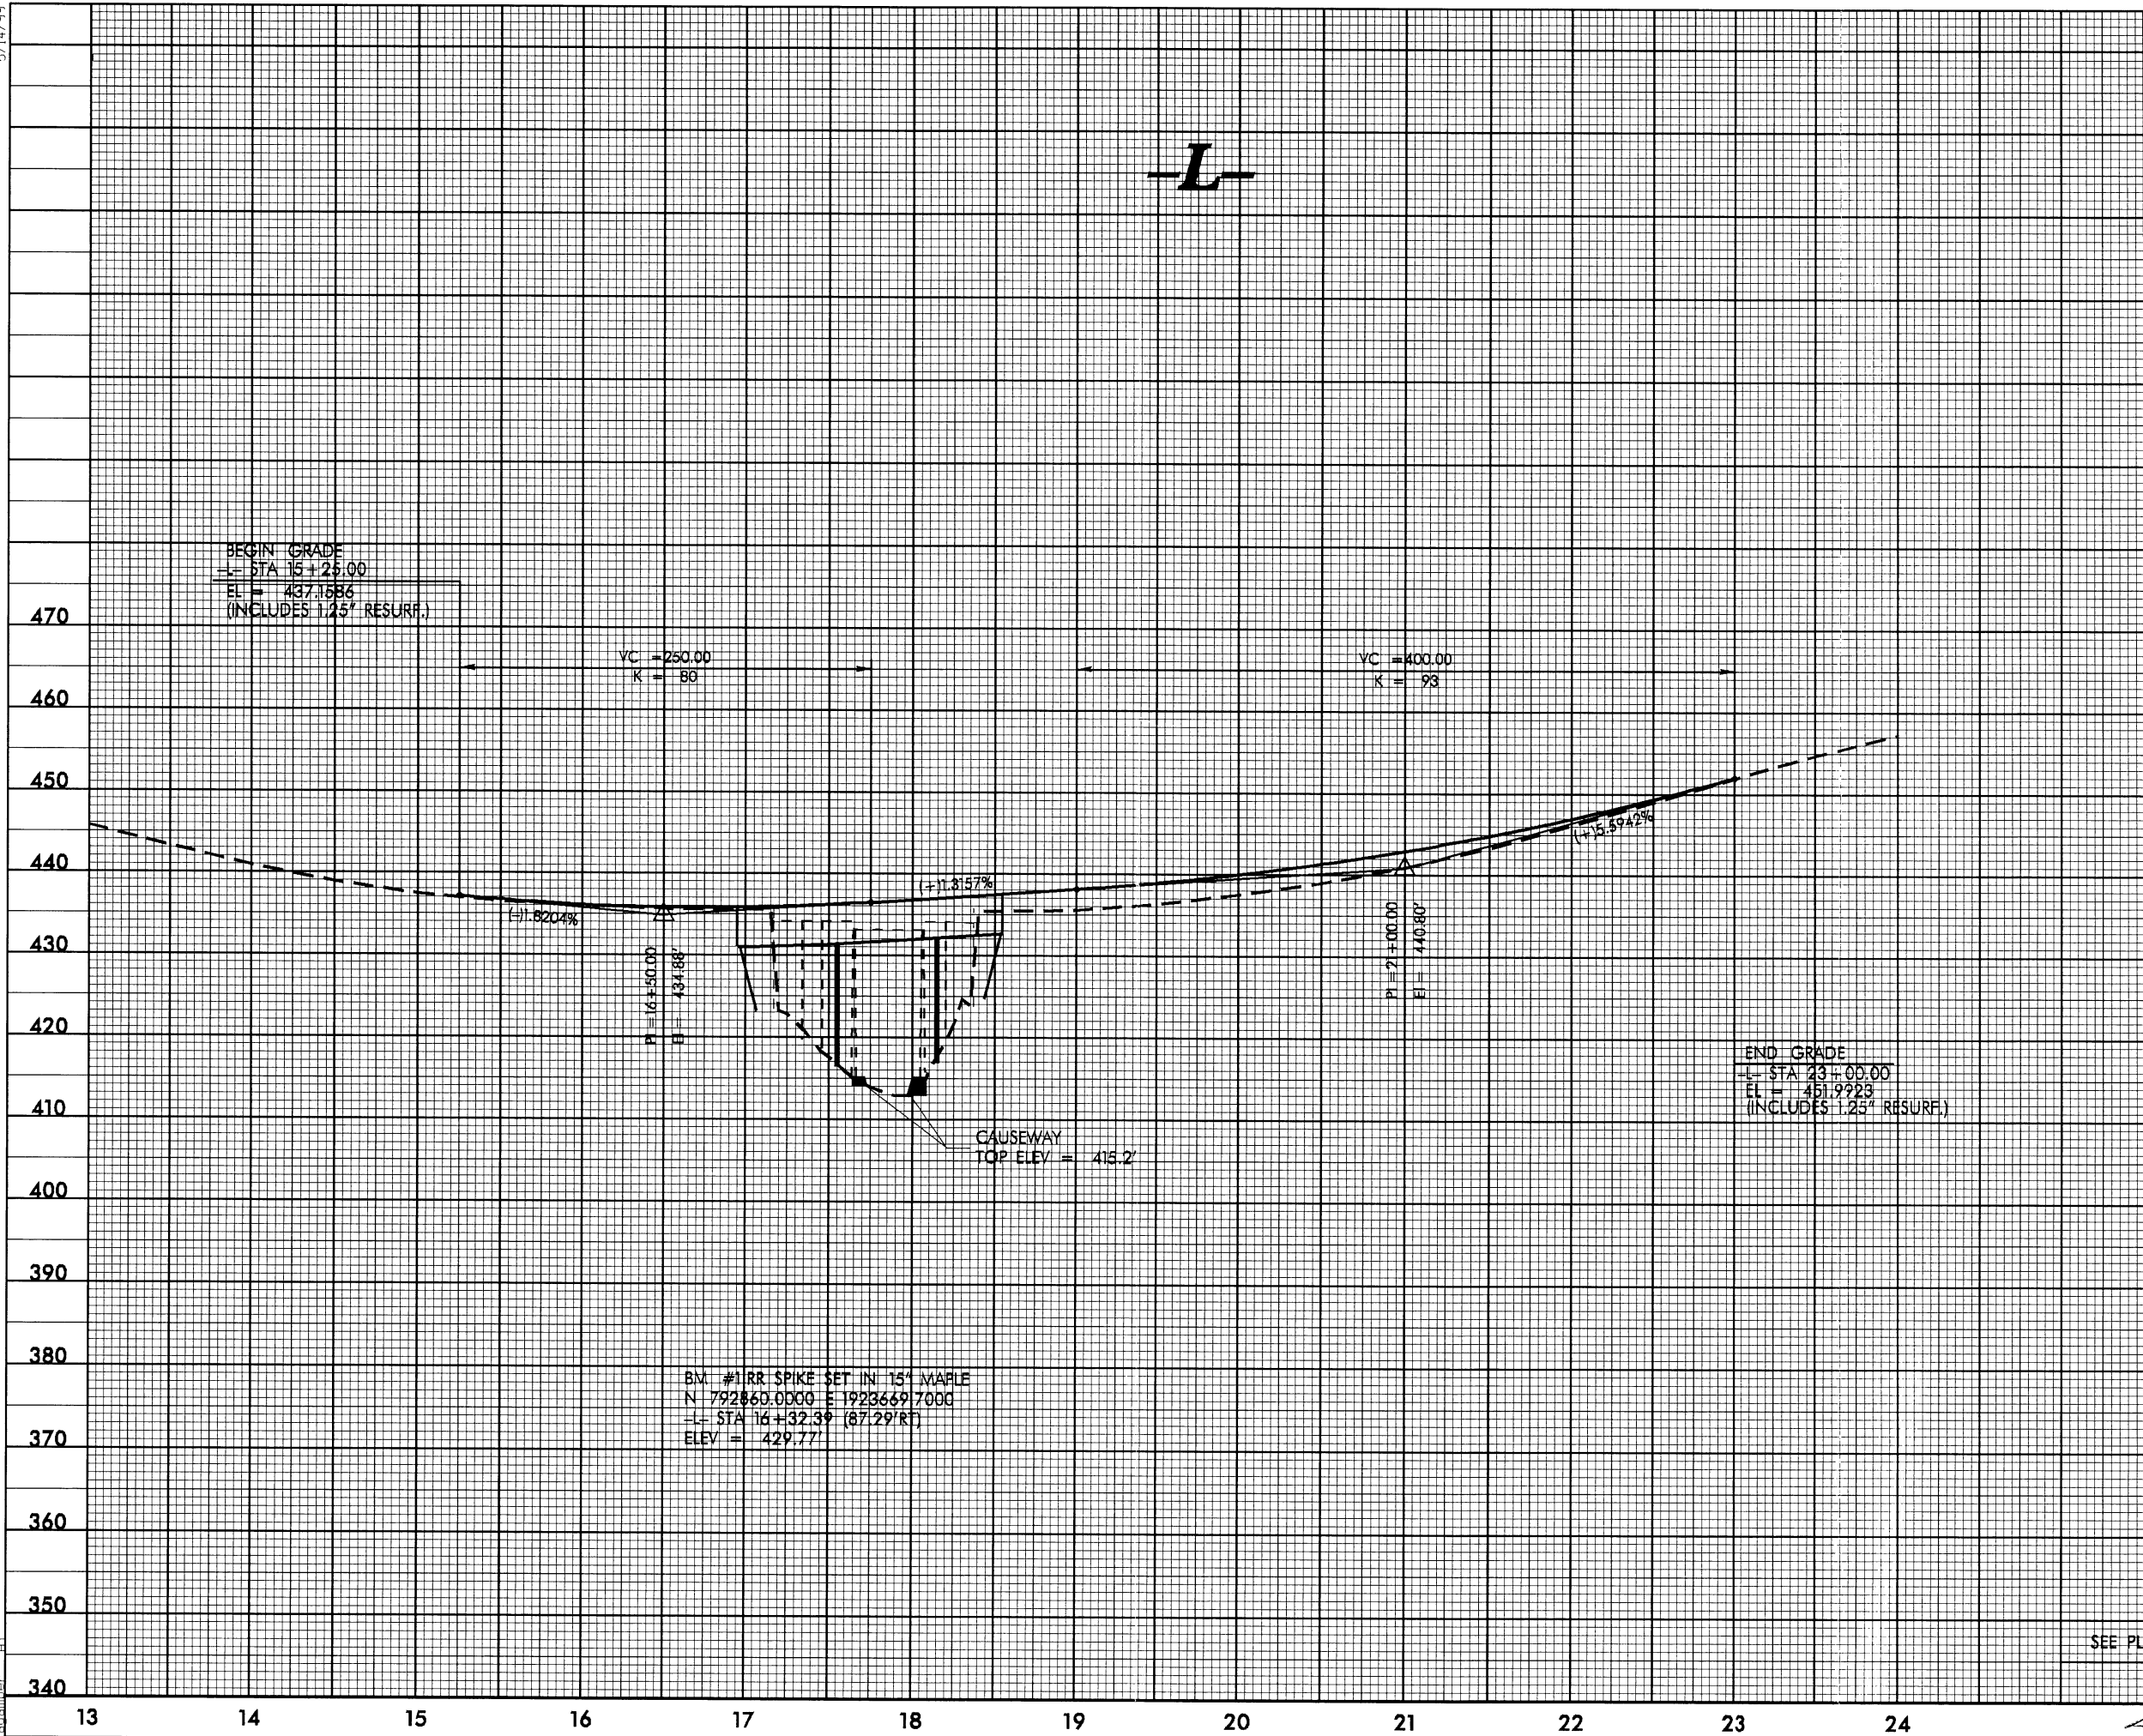 -L-
BEGIN GRADE
-L- STA 15+25.00
EL = 437.1586
(INCLUDES 1.25" RESURF.)
VC = 250.00
K = 80
VC = 400.00
K = 93
470
460
450
440
430
420
410
400
390
380
370
360
350
340
(-)1.8204%
(+)1.3157%
(+)5.5942%
PI = 16+50.00
El = 434.88'
PI = 21+00.00
El = 440.80'
END GRADE
-L- STA 23+00.00
EL = 451.9923
(INCLUDES 1.25" RESURF.)
CAUSEWAY
TOP ELEV = 415.2'
BM #1 RR SPIKE SET IN 15" MAPLE
N 792860.0000 E 1923669.7000
-L- STA 16+32.39 (87.29'RT)
ELEV = 429.77'
SEE PL
13 14 15 16 17 18 19 20 21 22 23 24